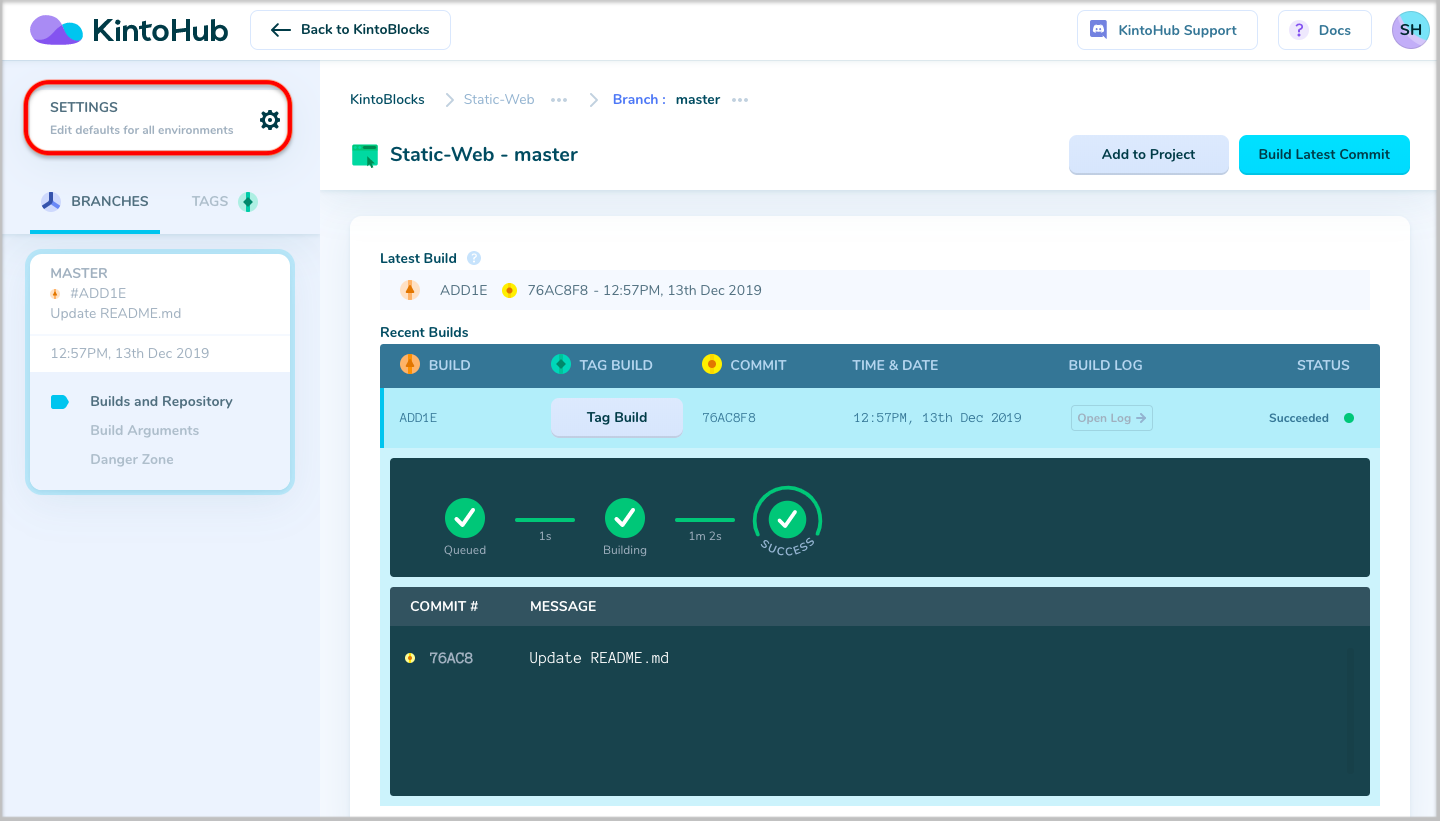 KintoHub
Back to KintoBlocks
KintoHub Support
? Docs
SH
SETTINGS
Edit defaults for all environments
BRANCHES
TAGS
MASTER
#ADD1E
Update README.md
12:57PM, 13th Dec 2019
Builds and Repository
Build Arguments
Danger Zone
KintoBlocks
Static-Web
Branch : master
Static-Web - master
Add to Project
Build Latest Commit
Latest Build ?
ADD1E 76AC8F8 - 12:57PM, 13th Dec 2019
Recent Builds
BUILD TAG BUILD COMMIT TIME & DATE BUILD LOG STATUS
ADD1E Tag Build 76AC8F8 12:57PM, 13th Dec 2019 Open Log Succeeded
1s 1m 2s
Queued Building SUCCESS
COMMIT # MESSAGE
76AC8 Update README.md